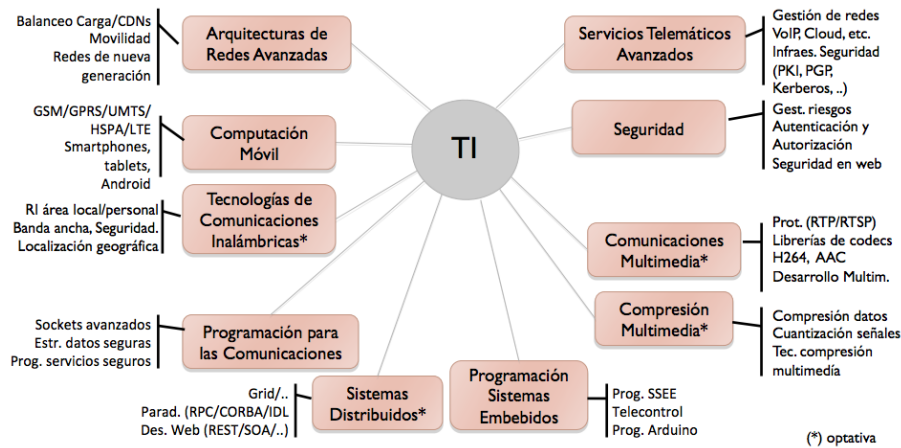 Balanceo Carga/CDNs
Movilidad
Redes de nueva
generación
Arquitecturas de
Redes Avanzadas
Servicios Telemáticos
Avanzados
Gestión de redes
VoIP, Cloud, etc.
Infraes. Seguridad
(PKI, PGP,
Kerberos, ..)
GSM/GPRS/UMTS/
HSPA/LTE
Smartphones,
tablets,
Android
Computación
Móvil
TI
Seguridad
Gest. riesgos
Autenticación y
Autorización
Seguridad en web
RI área local/personal
Banda ancha, Seguridad.
Localización geográfica
Tecnologías de
Comunicaciones
Inalámbricas*
Comunicaciones
Multimedia*
Prot. (RTP/RTSP)
Librerías de codecs
H264, AAC
Desarrollo Multim.
Sockets avanzados
Estr. datos seguras
Prog. servicios seguros
Programación para
las Comunicaciones
Compresión
Multimedia*
Compresión datos
Cuantización señales
Tec. compresión
multimedía
Grid/..
Parad. (RPC/CORBA/IDL
Des. Web (REST/SOA/..)
Sistemas
Distribuidos*
Programación
Sistemas
Embebidos
Prog. SSEE
Telecontrol
Prog. Arduino
(*) optativa